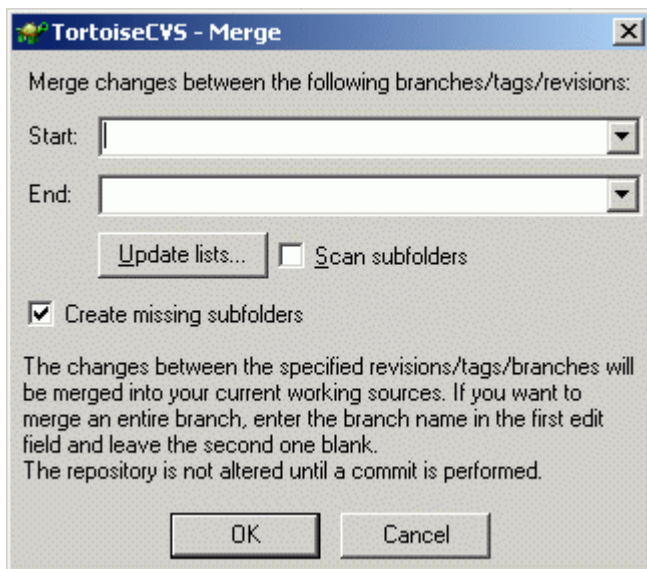 TortoiseCVS - Merge
Merge changes between the following branches/tags/revisions:
Start:
End:
Update lists... Scan subfolders
Create missing subfolders
The changes between the specified revisions/tags/branches will
be merged into your current working sources. If you want to
merge an entire branch, enter the branch name in the first edit
field and leave the second one blank.
The repository is not altered until a commit is performed.
OK Cancel